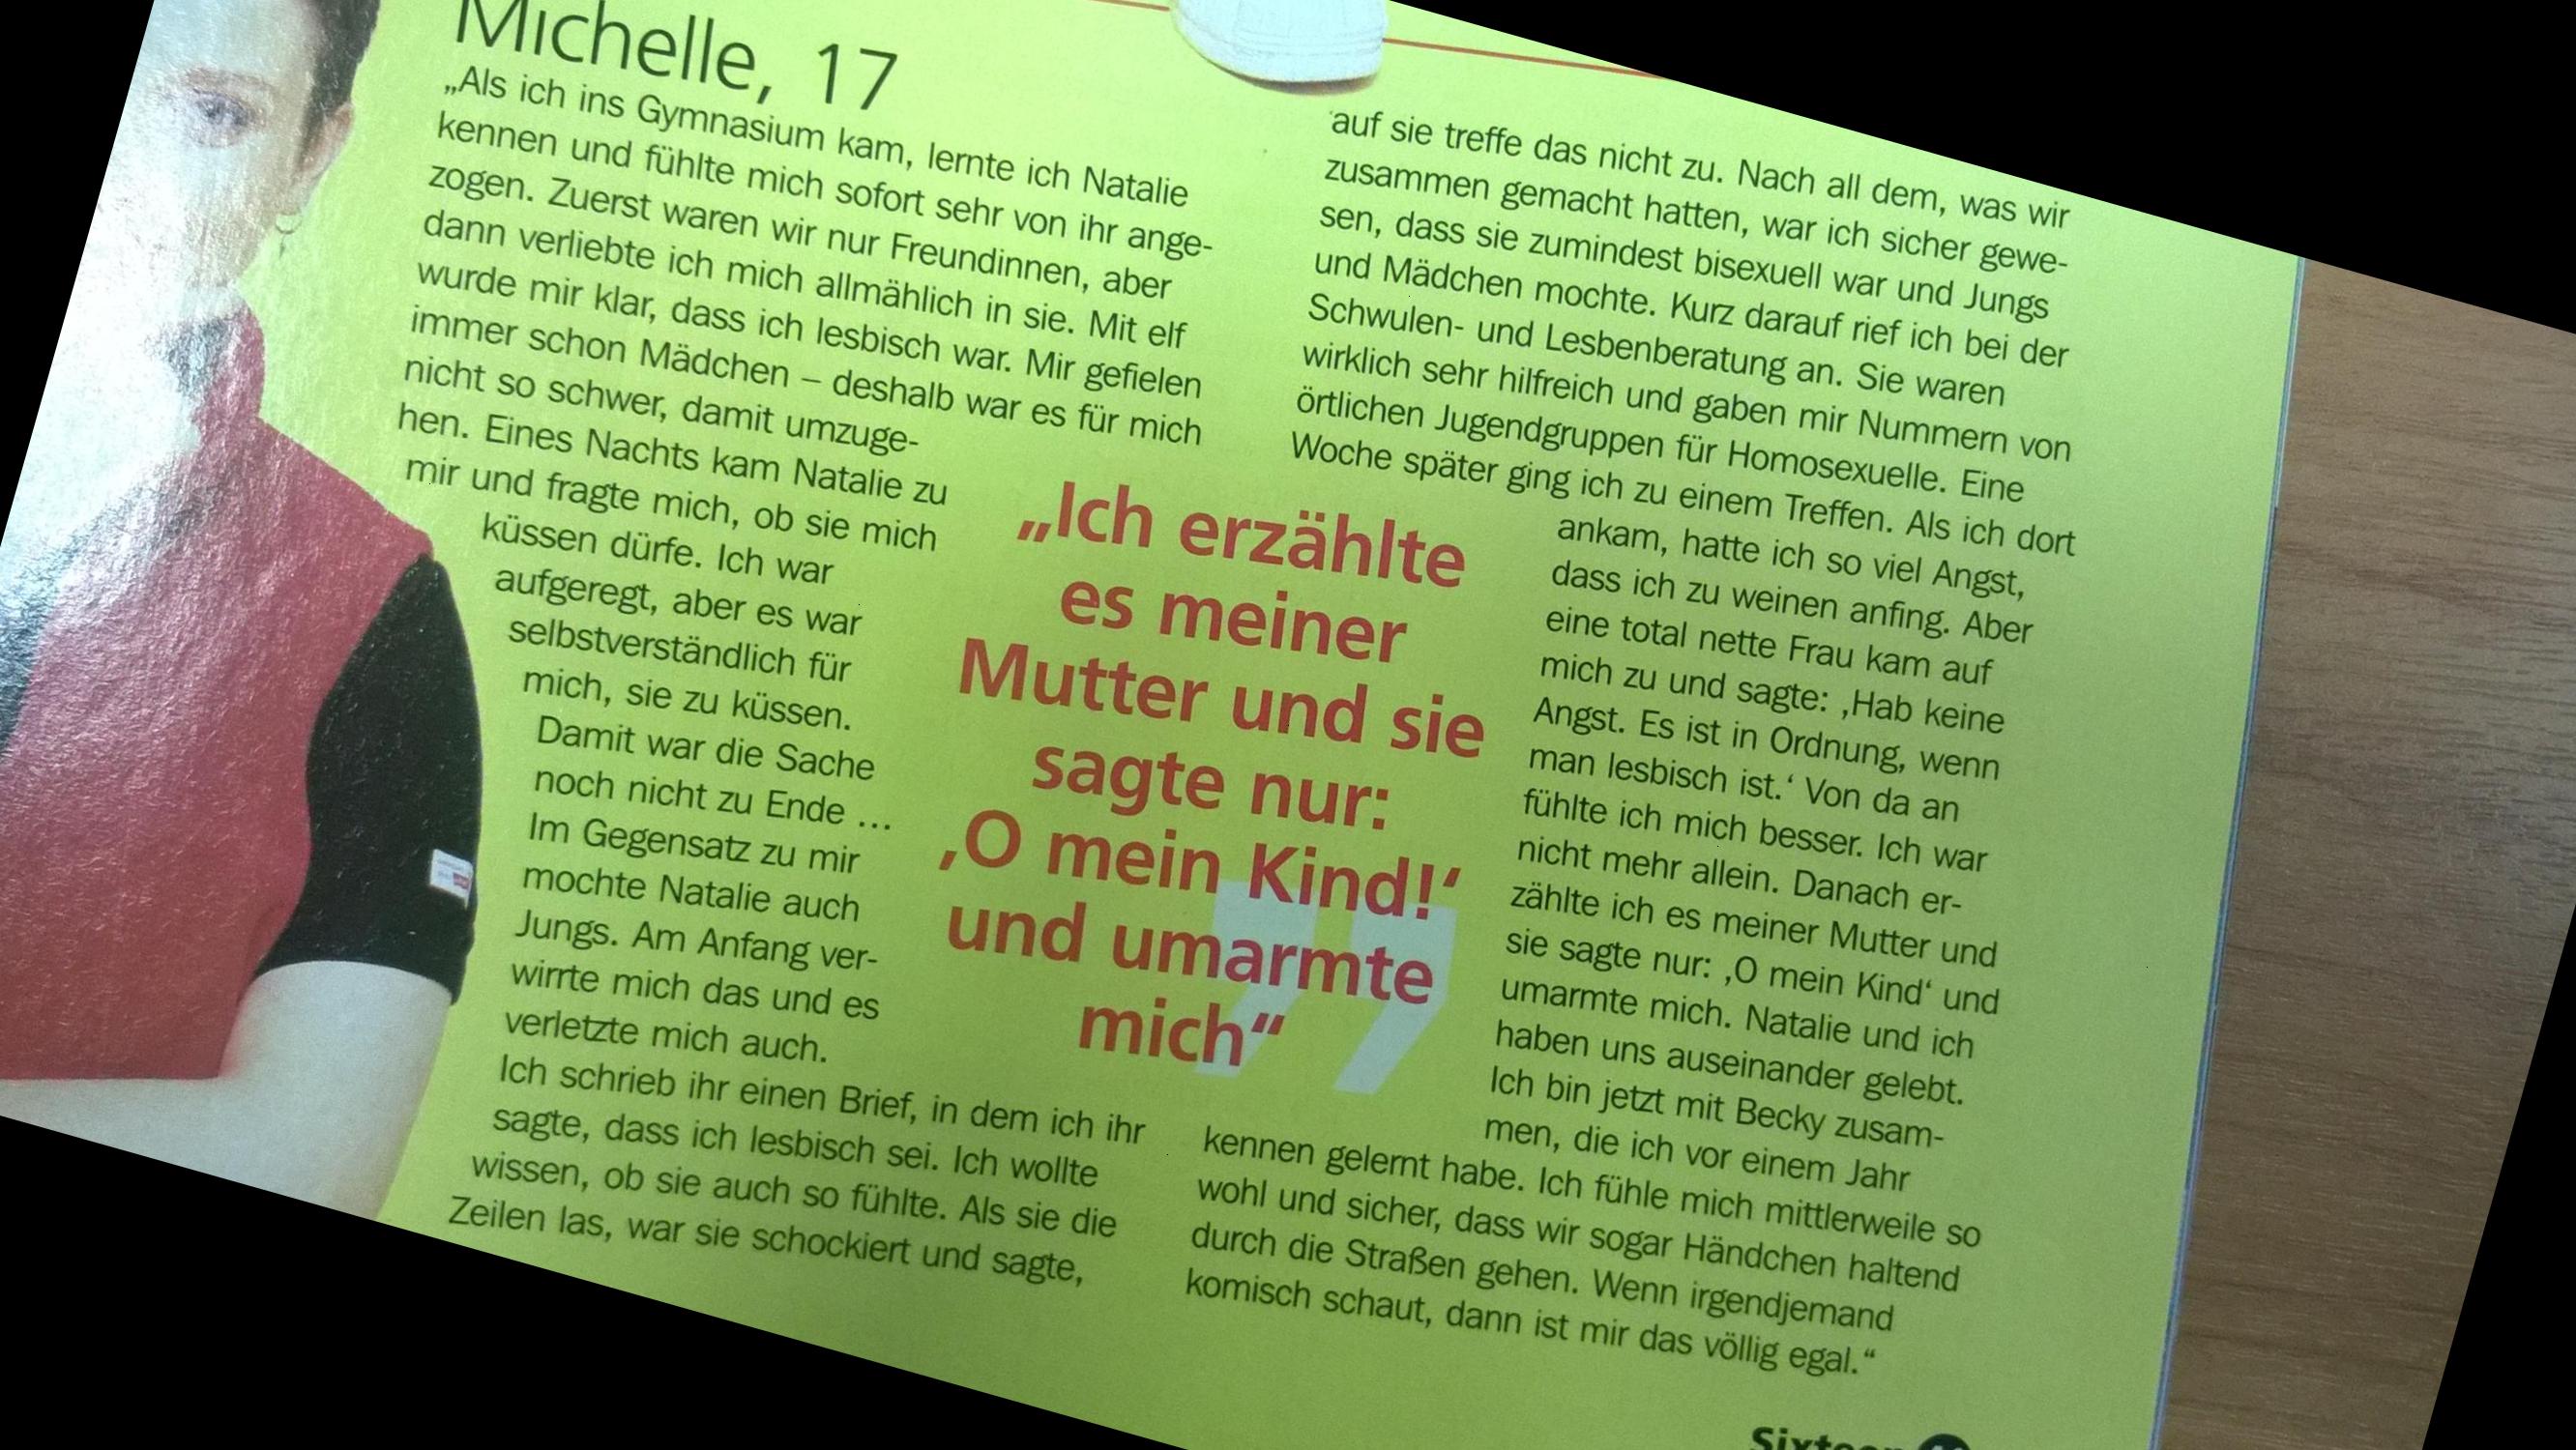 Michelle, 17
„Als ich ins Gymnasium kam, lernte ich Natalie
kennen und fühlte mich sofort sehr von ihr ange-
zogen. Zuerst waren wir nur Freundinnen, aber
dann verliebte ich mich allmählich in sie. Mit elf
wurde mir klar, dass ich lesbisch war. Mir gefielen
immer schon Mädchen – deshalb war es für mich
nicht so schwer, damit umzuge-
hen. Eines Nachts kam Natalie zu
mir und fragte mich, ob sie mich
küssen dürfe. Ich war
aufgeregt, aber es war
selbstverständlich für
mich, sie zu küssen.
Damit war die Sache
noch nicht zu Ende ...
Im Gegensatz zu mir
mochte Natalie auch
Jungs. Am Anfang ver-
wirrte mich das und es
verletzte mich auch.
Ich schrieb ihr einen Brief, in dem ich ihr
sagte, dass ich lesbisch sei. Ich wollte
wissen, ob sie auch so fühlte. Als sie die
Zeilen las, war sie schockiert und sagte,
„Ich erzählte
es meiner
Mutter und sie
sagte nur:
‚O mein Kind!‘
und umarmte
mich“
auf sie treffe das nicht zu. Nach all dem, was wir
zusammen gemacht hatten, war ich sicher gewe-
sen, dass sie zumindest bisexuell war und Jungs
und Mädchen mochte. Kurz darauf rief ich bei der
Schwulen- und Lesbenberatung an. Sie waren
wirklich sehr hilfreich und gaben mir Nummern von
örtlichen Jugendgruppen für Homosexuelle. Eine
Woche später ging ich zu einem Treffen. Als ich dort
ankam, hatte ich so viel Angst,
dass ich zu weinen anfing. Aber
eine total nette Frau kam auf
mich zu und sagte: ‚Hab keine
Angst. Es ist in Ordnung, wenn
man lesbisch ist.‘ Von da an
fühlte ich mich besser. Ich war
nicht mehr allein. Danach er-
zählte ich es meiner Mutter und
sie sagte nur: ‚O mein Kind‘ und
umarmte mich. Natalie und ich
haben uns auseinander gelebt.
Ich bin jetzt mit Becky zusam-
men, die ich vor einem Jahr
kennen gelernt habe. Ich fühle mich mittlerweile so
wohl und sicher, dass wir sogar Händchen haltend
durch die Straßen gehen. Wenn irgendjemand
komisch schaut, dann ist mir das völlig egal.“
Sixteen